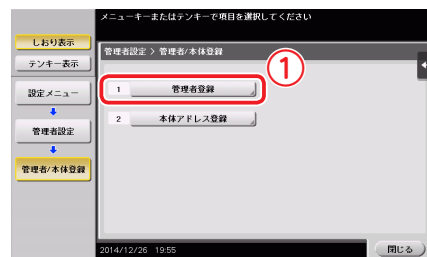 メニューキーまたはテンキーで項目を選択してください
しおり表示
テンキー表示
設定メニュー
管理者設定
管理者/本体登録
管理者設定 > 管理者/本体登録
1
1 管理者登録
2 本体アドレス登録
2014/12/26 19:55
閉じる